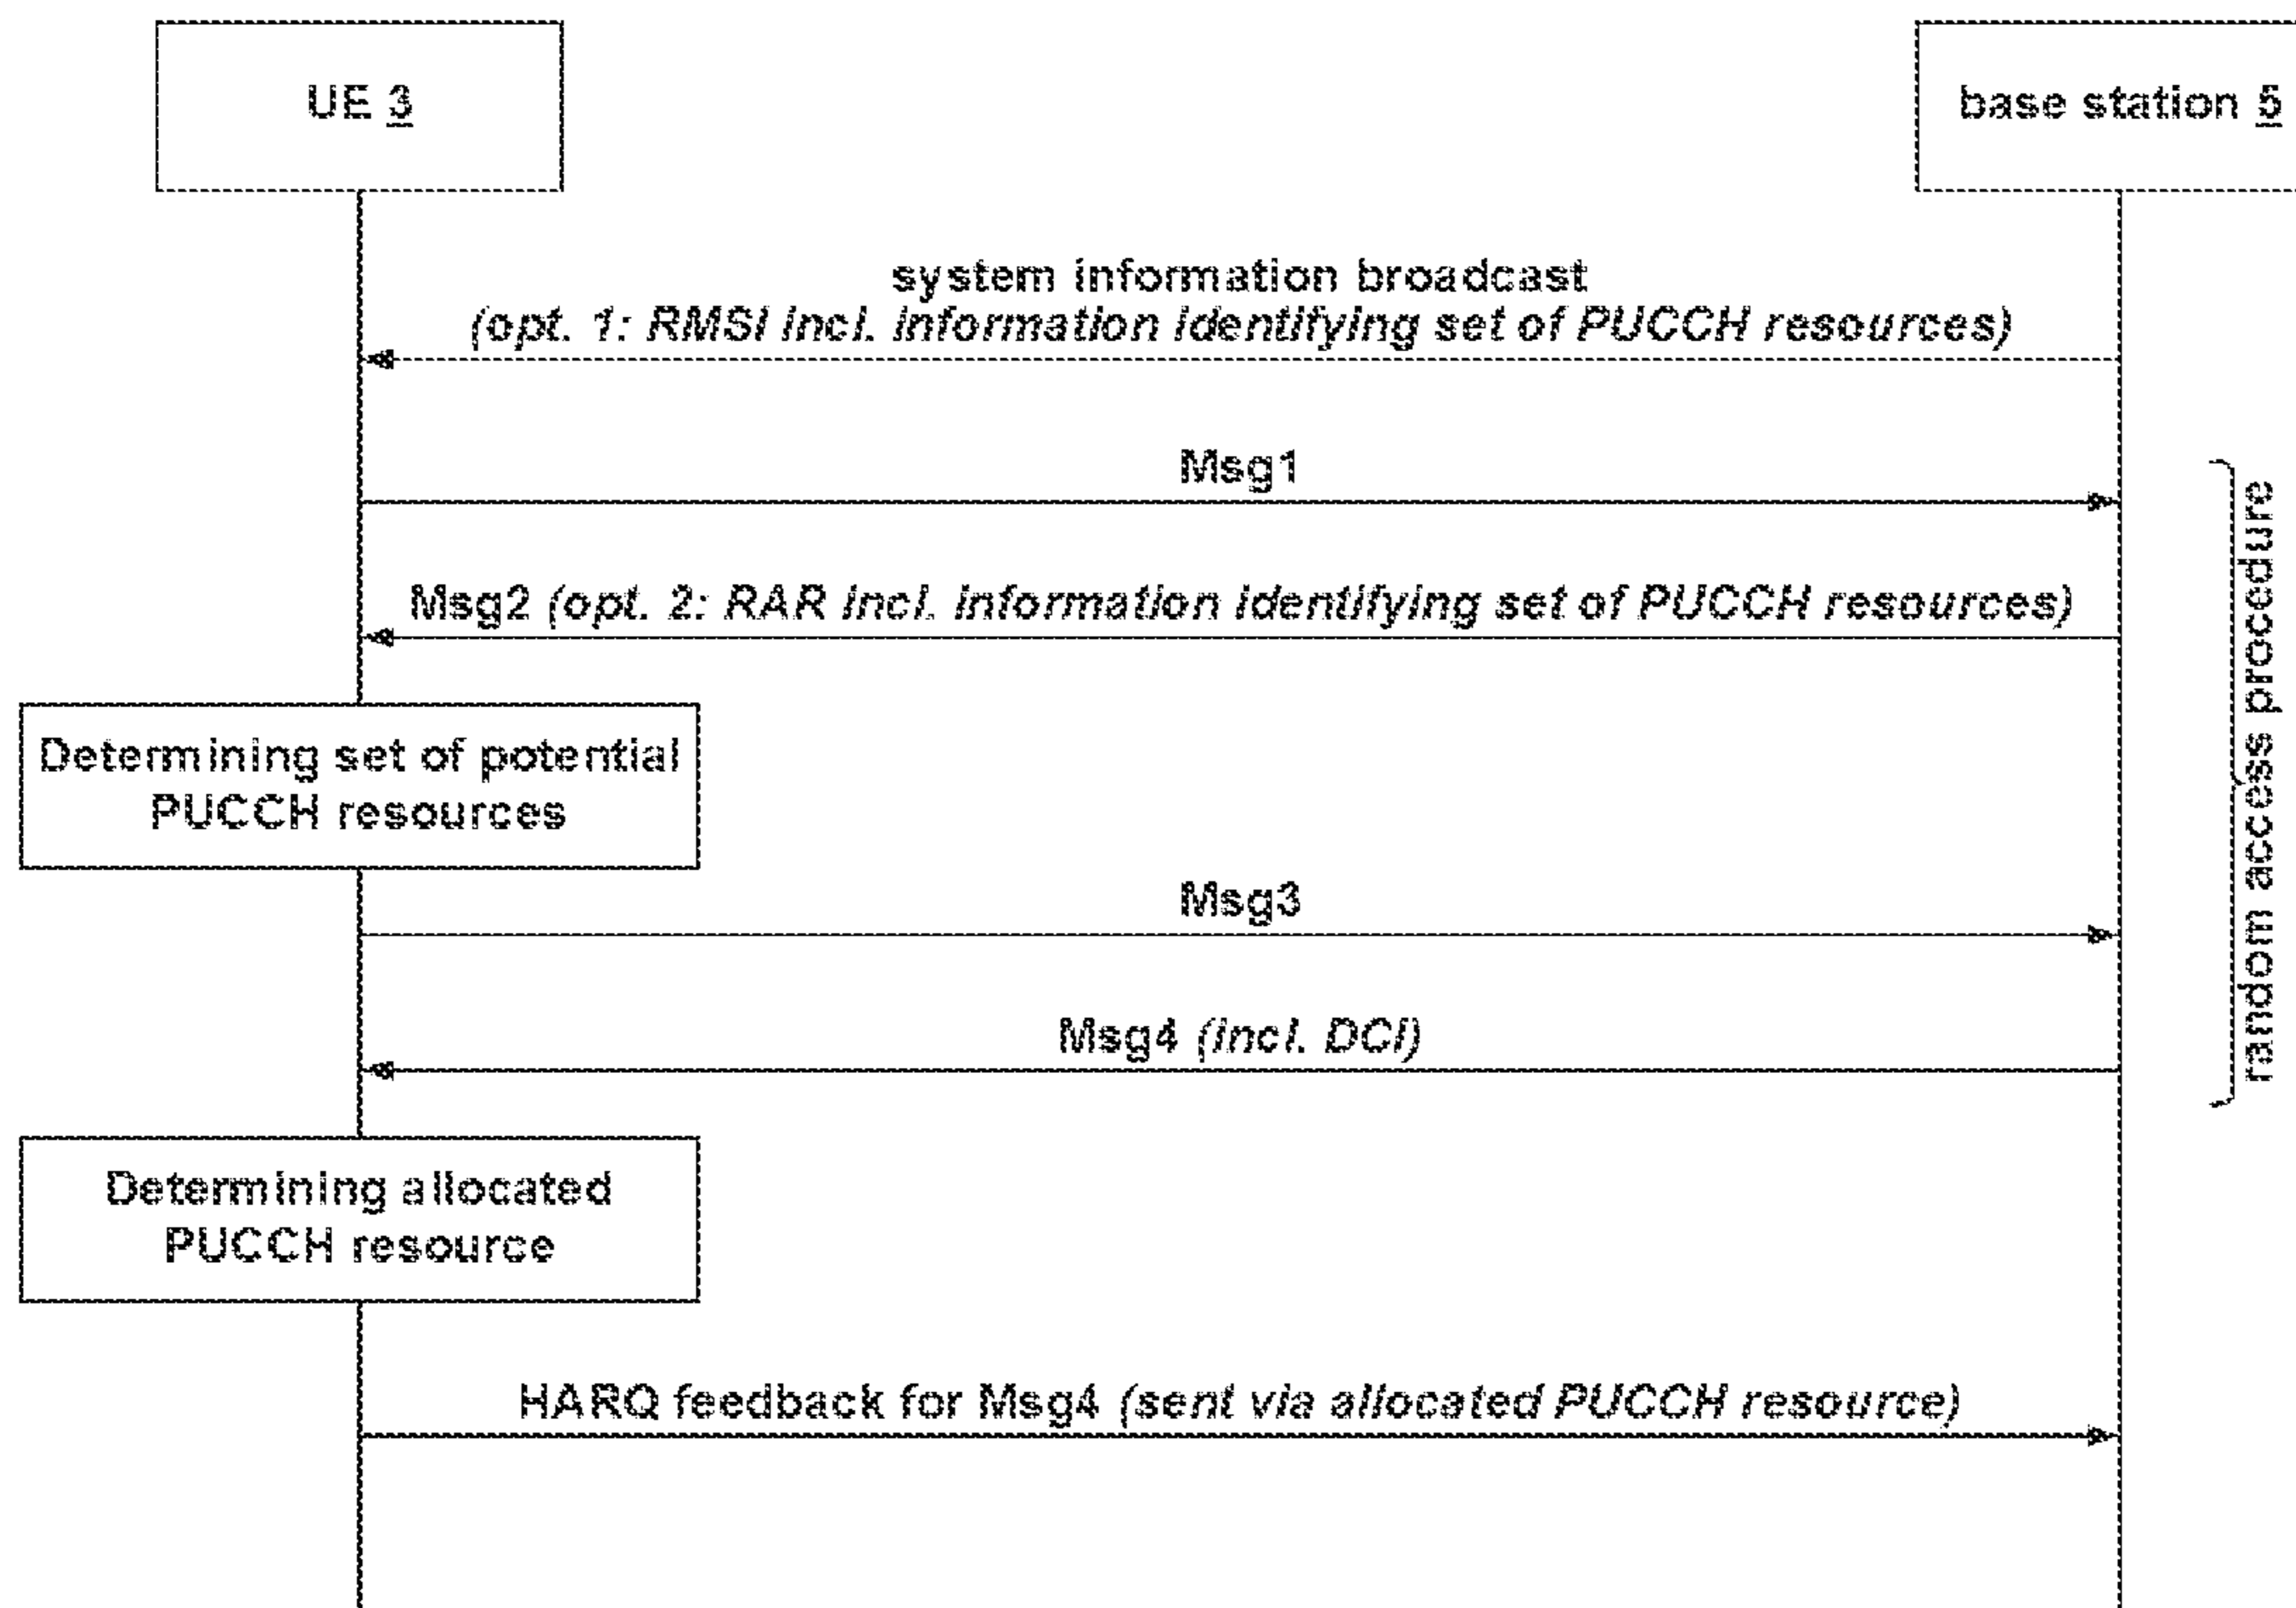 UE 3
base station 5
system information broadcast
(opt. 1: RMSI incl. information identifying set of PUCCH resources)
Msg1
Msg2 (opt. 2: RAR incl. information identifying set of PUCCH resources)
random access procedure
Determining set of potential
PUCCH resources
Msg3
Msg4 (incl. DCI)
Determining allocated
PUCCH resource
HARQ feedback for Msg4 (sent via allocated PUCCH resource)